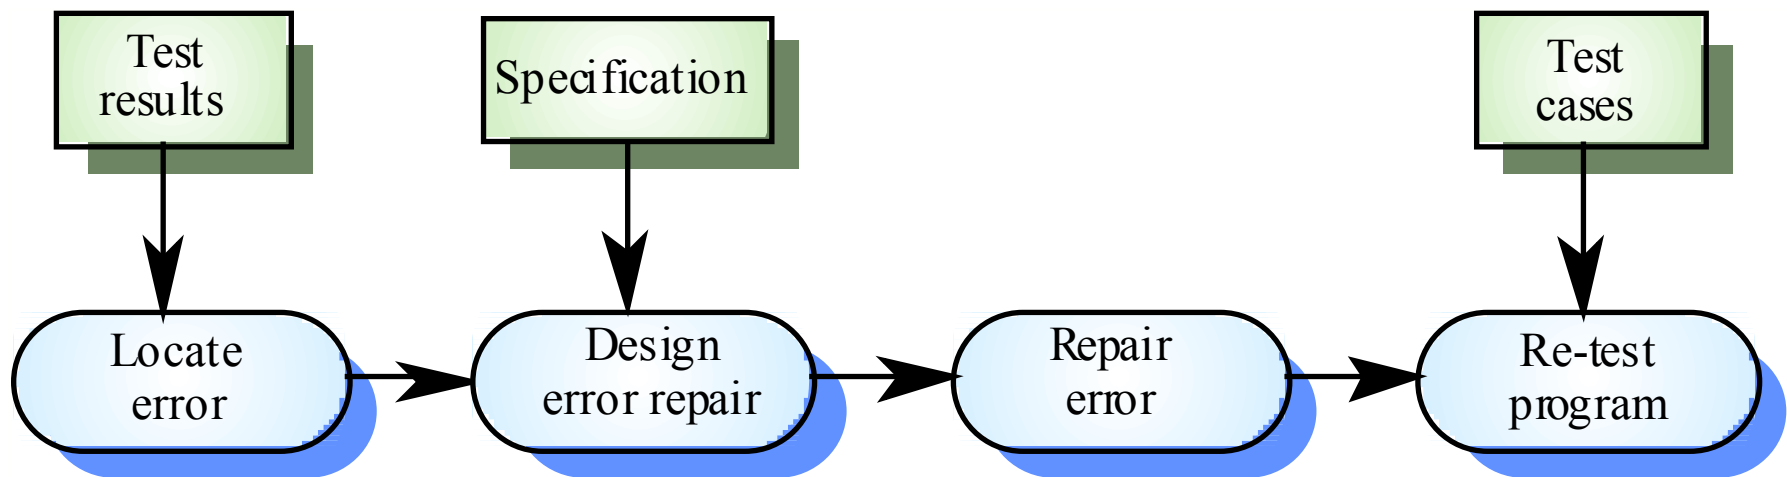 Test
results
Specification
Test
cases
Locate
error
Design
error repair
Repair
error
Re-test
program